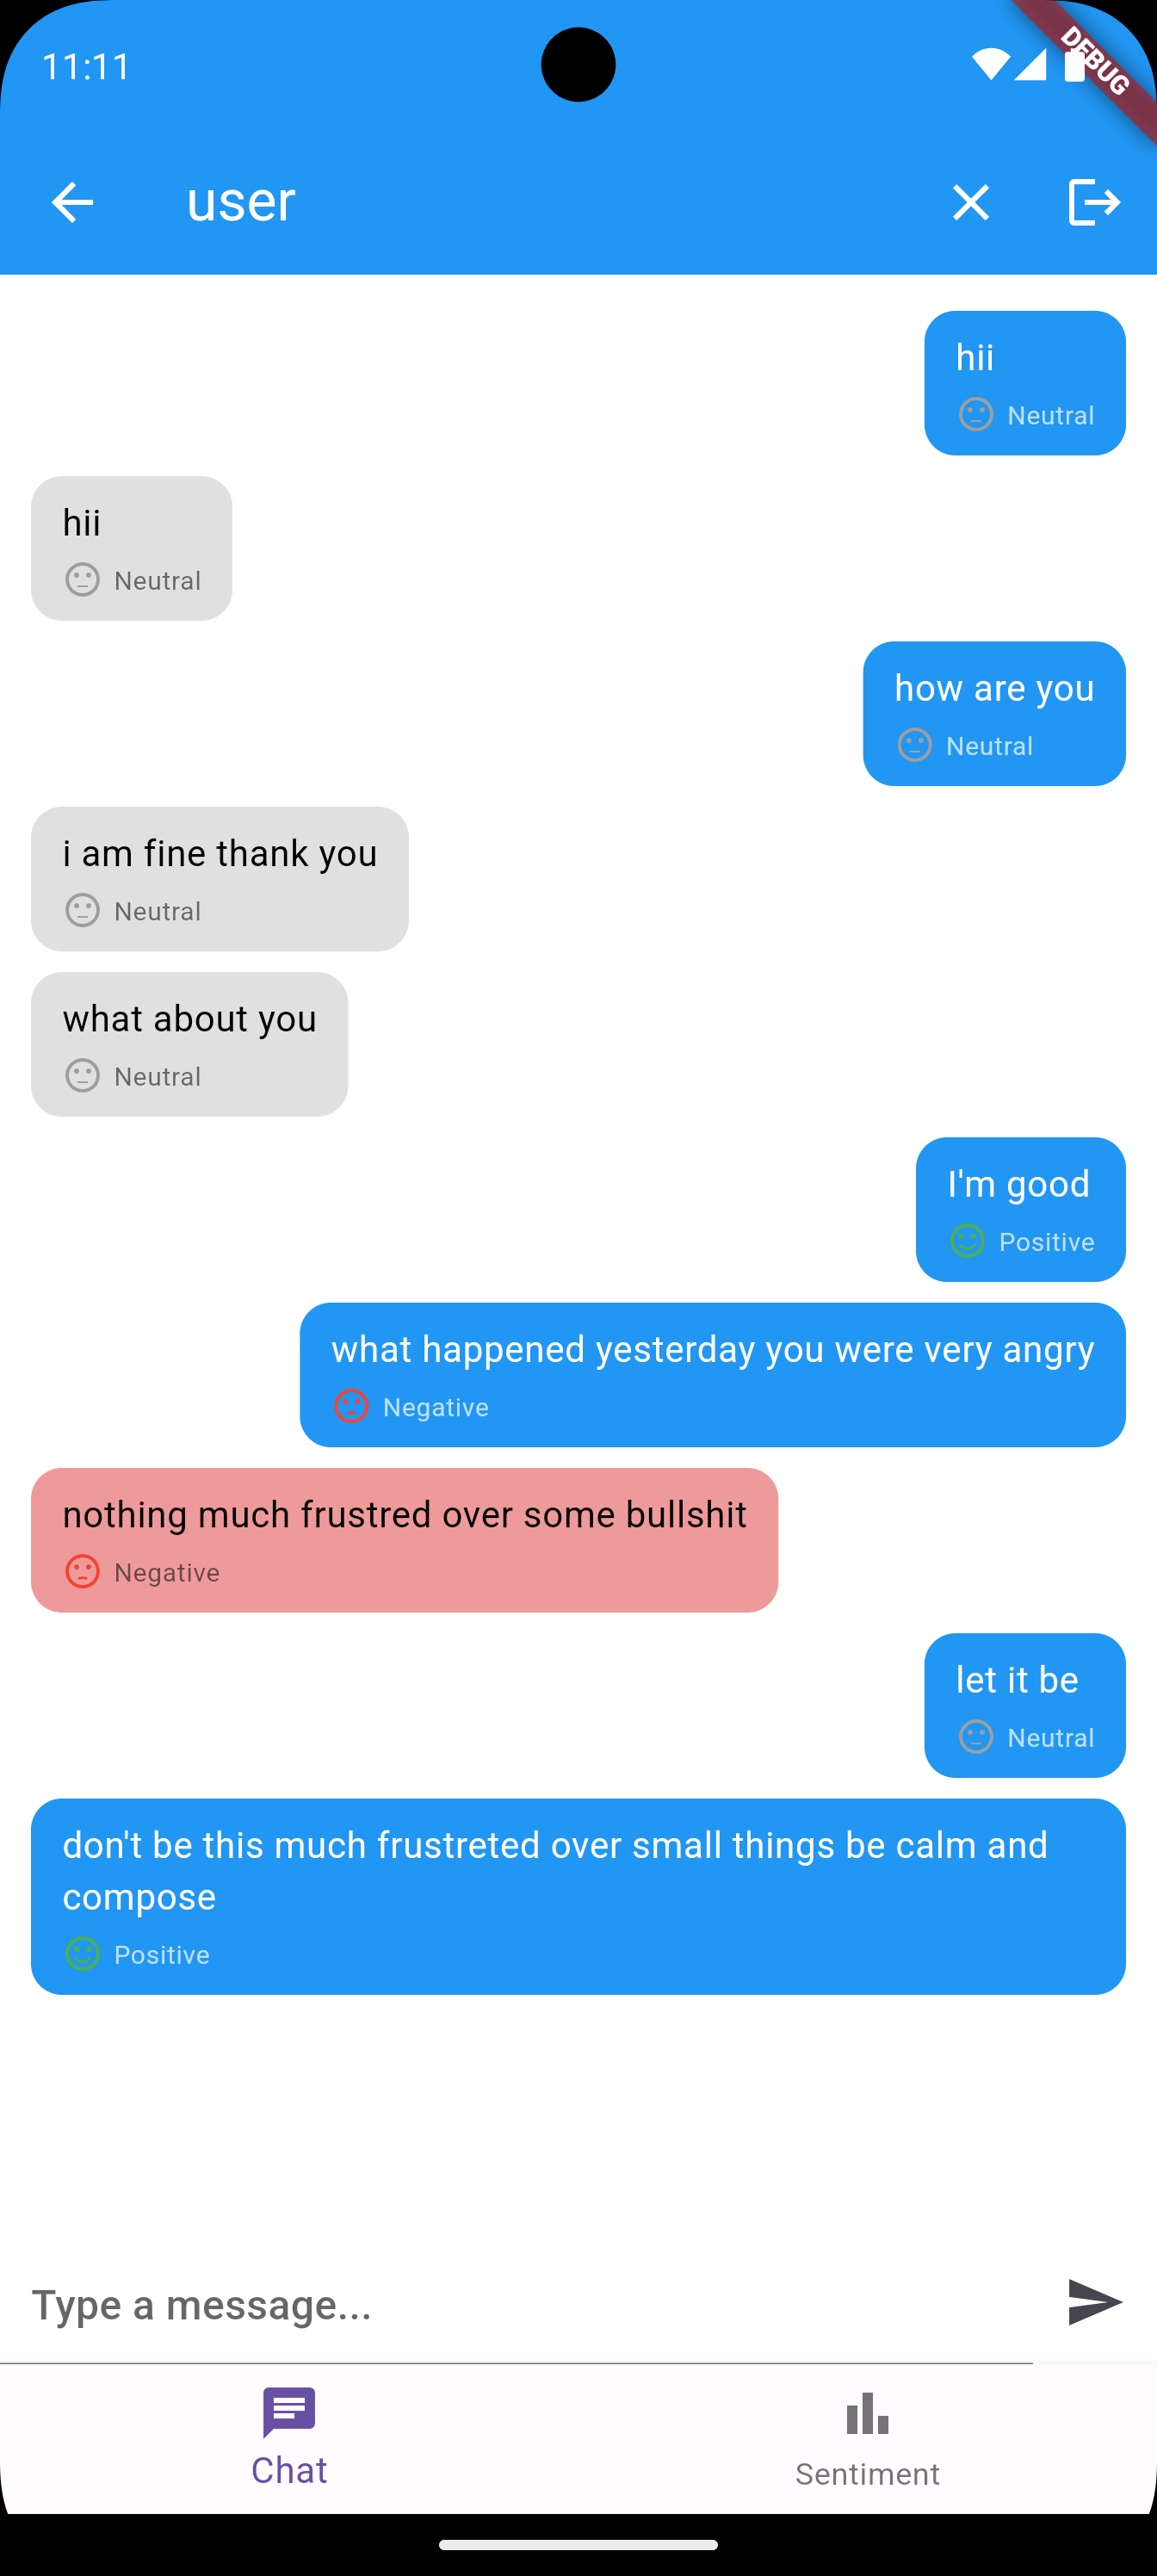 11:11
DEBUG
user
hii
Neutral
hii
Neutral
how are you
Neutral
i am fine thank you
Neutral
what about you
Neutral
I'm good
Positive
what happened yesterday you were very angry
Negative
nothing much frustred over some bullshit
Negative
let it be
Neutral
don't be this much frustreted over small things be calm and
compose
Positive
Type a message...
Chat
Sentiment